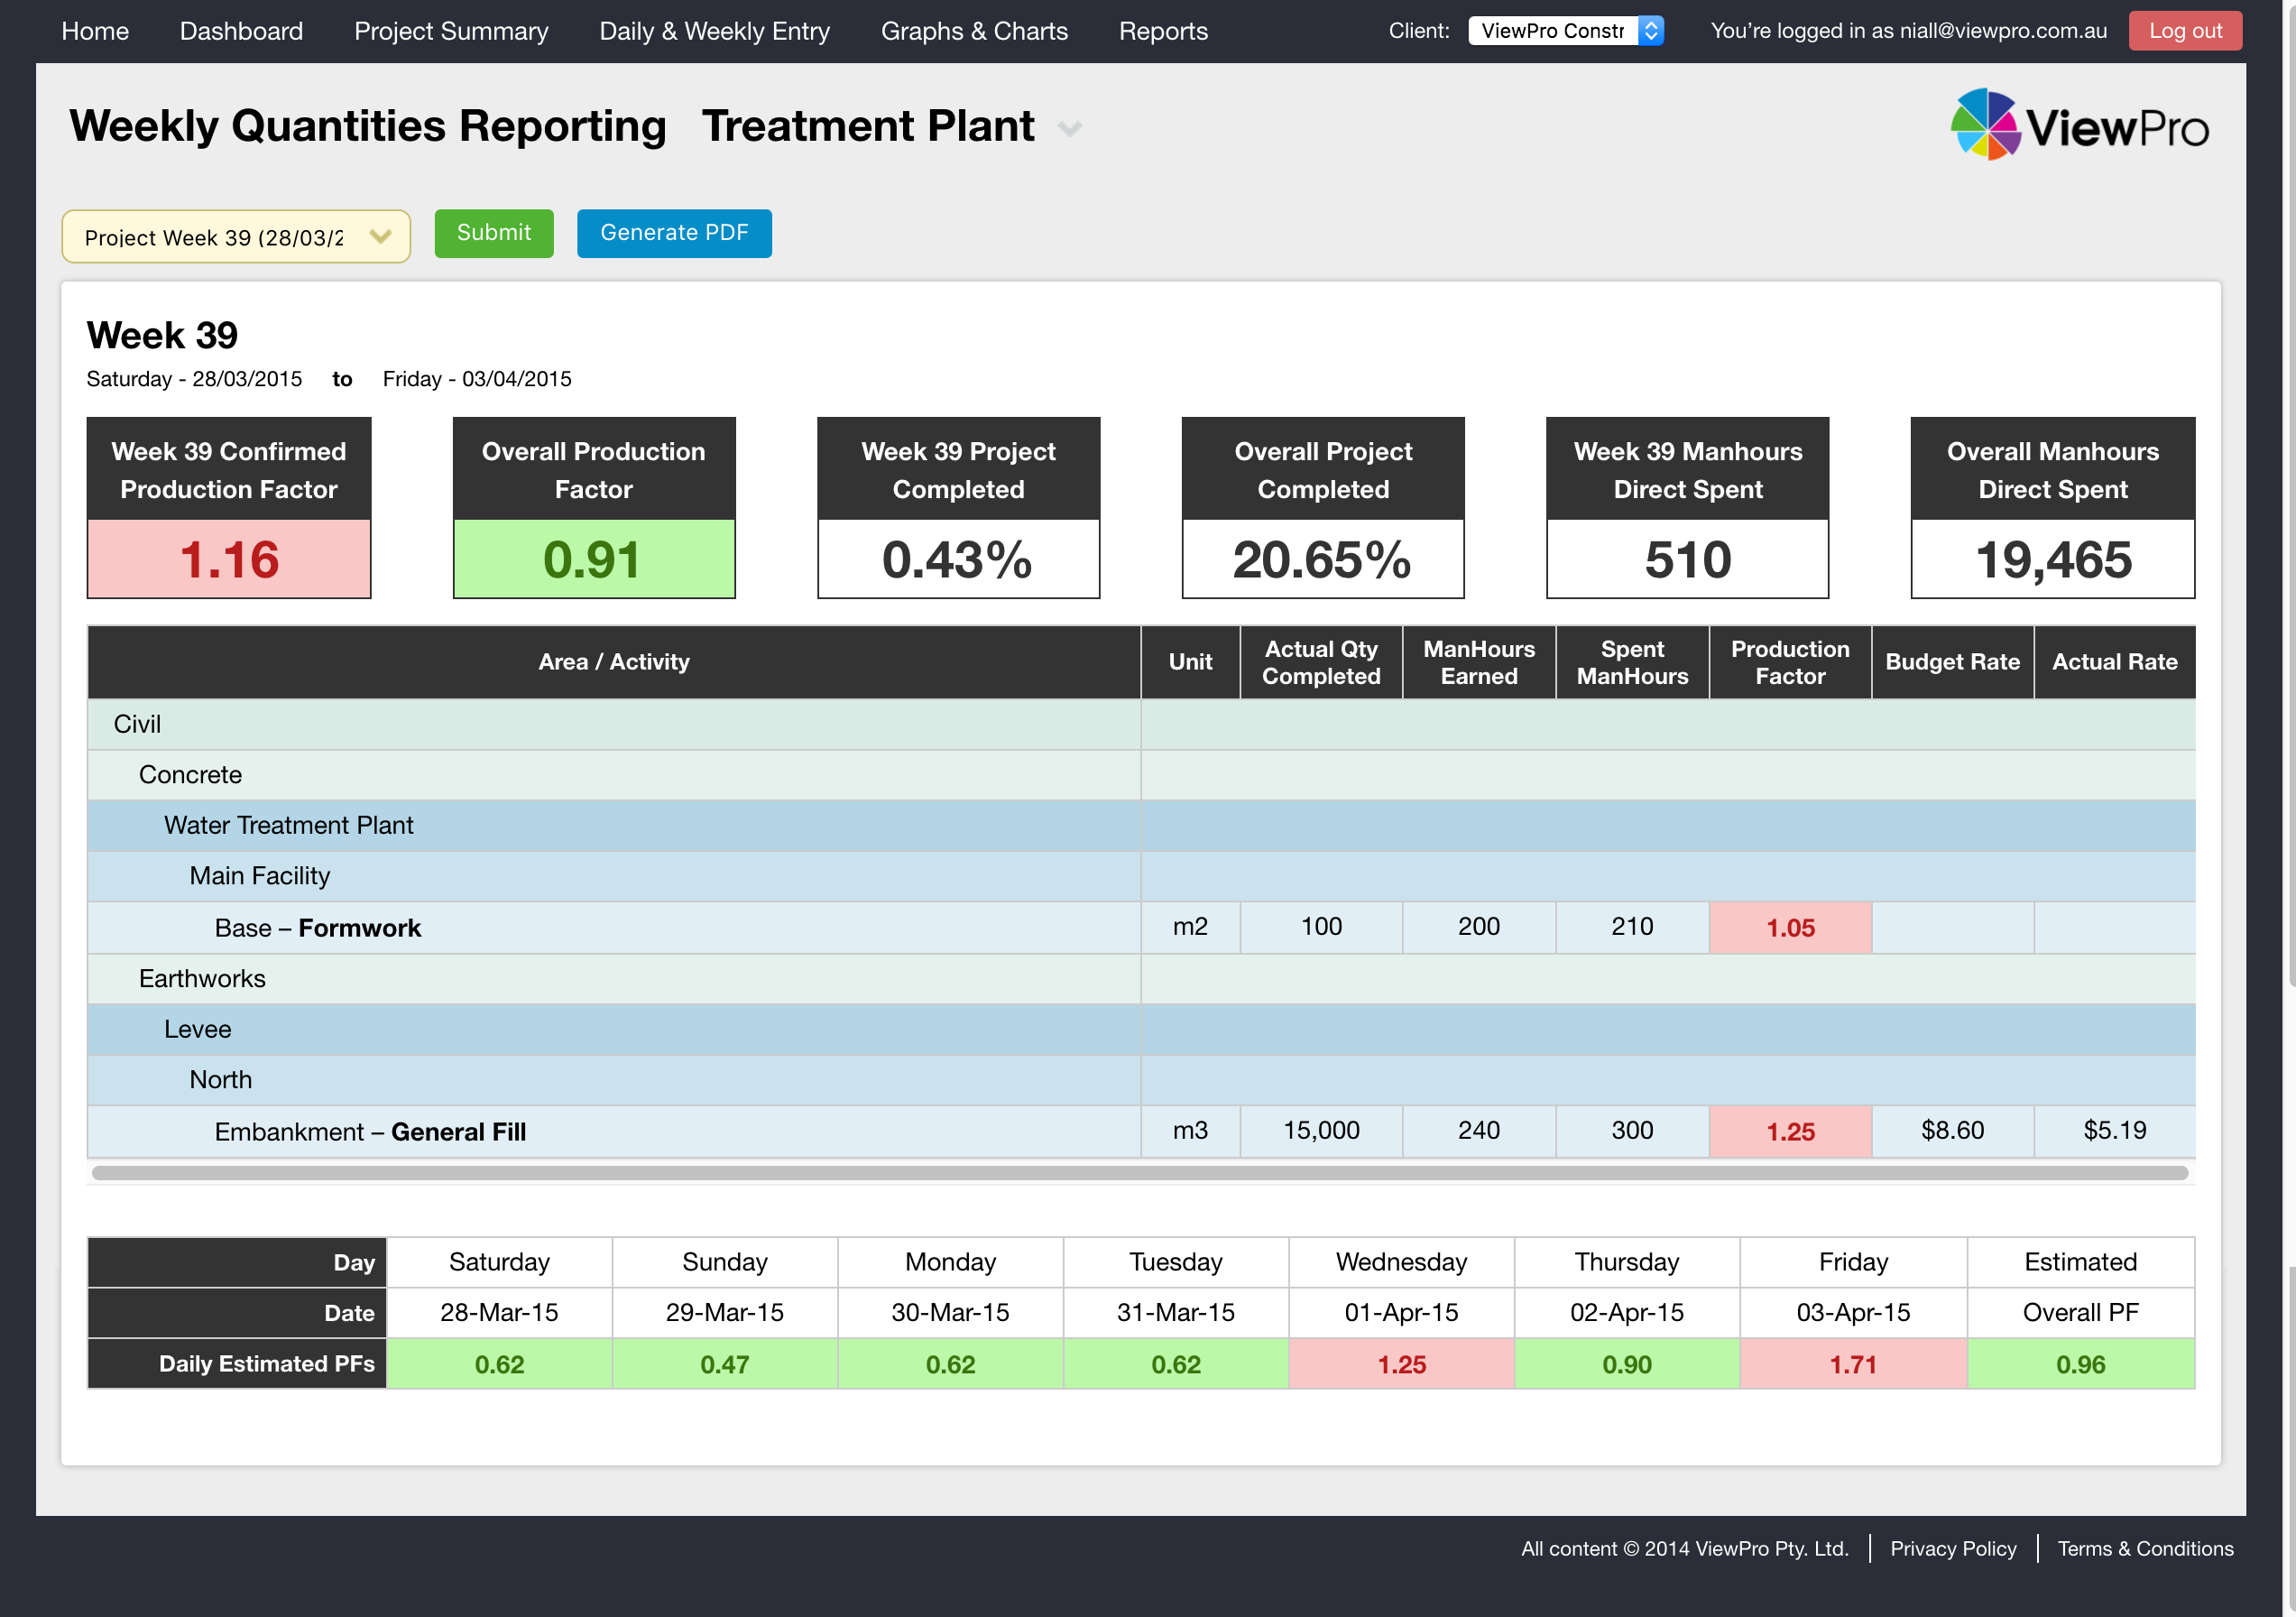 Home Dashboard Project Summary Daily & Weekly Entry Graphs & Charts Reports Client: ViewPro Constr You're logged in as niall@viewpro.com.au Log out
Weekly Quantities Reporting Treatment Plant ViewPro
Project Week 39 (28/03/2 Submit Generate PDF
Week 39
Saturday - 28/03/2015 to Friday - 03/04/2015
Week 39 Confirmed Production Factor
1.16
Overall Production Factor
0.91
Week 39 Project Completed
0.43%
Overall Project Completed
20.65%
Week 39 Manhours Direct Spent
510
Overall Manhours Direct Spent
19,465
Area / Activity Unit Actual Qty Completed ManHours Earned Spent ManHours Production Factor Budget Rate Actual Rate
Civil
Concrete
Water Treatment Plant
Main Facility
Base – Formwork m2 100 200 210 1.05
Earthworks
Levee
North
Embankment – General Fill m3 15,000 240 300 1.25 $8.60 $5.19
Day Saturday Sunday Monday Tuesday Wednesday Thursday Friday Estimated
Date 28-Mar-15 29-Mar-15 30-Mar-15 31-Mar-15 01-Apr-15 02-Apr-15 03-Apr-15 Overall PF
Daily Estimated PFs 0.62 0.47 0.62 0.62 1.25 0.90 1.71 0.96
All content © 2014 ViewPro Pty. Ltd. Privacy Policy Terms & Conditions